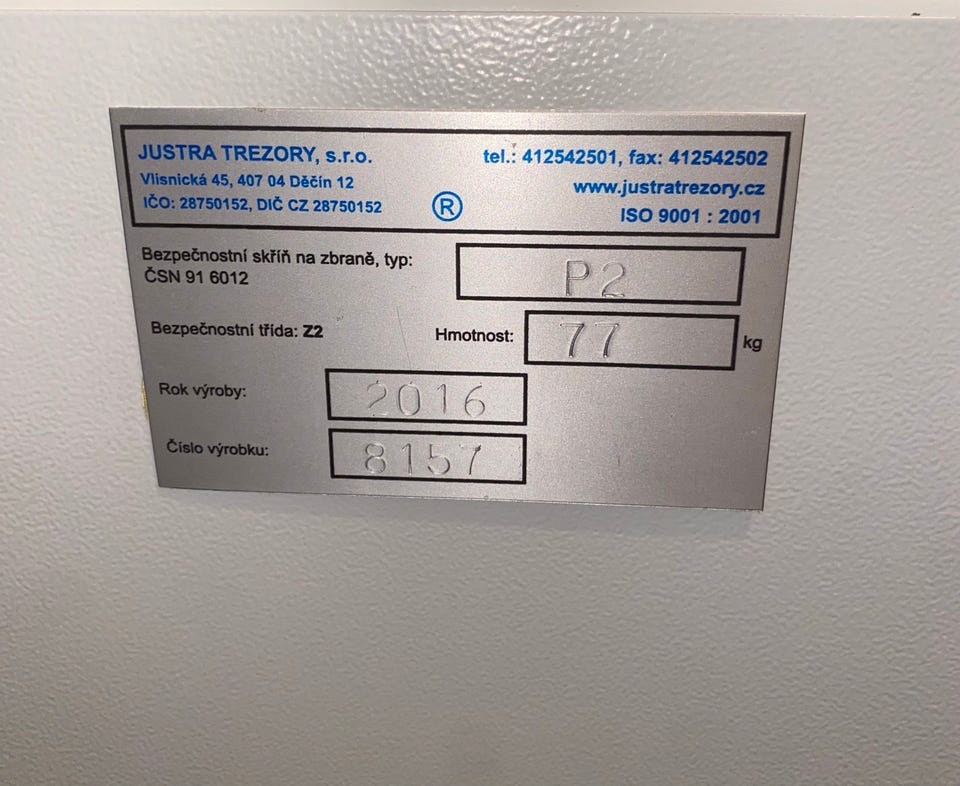 JUSTRA TREZORY, s.r.o.
tel.: 412542501, fax: 412542502
Vlisnická 45, 407 04 Děčín 12
www.justratrezory.cz
IČO: 28750152, DIČ CZ 28750152
®
ISO 9001 : 2001
Bezpečnostní skříň na zbraně, typ: P2
ČSN 91 6012
Bezpečnostní třída: Z2
Hmotnost: 77 kg
Rok výroby: 2016
Číslo výrobku: 8157